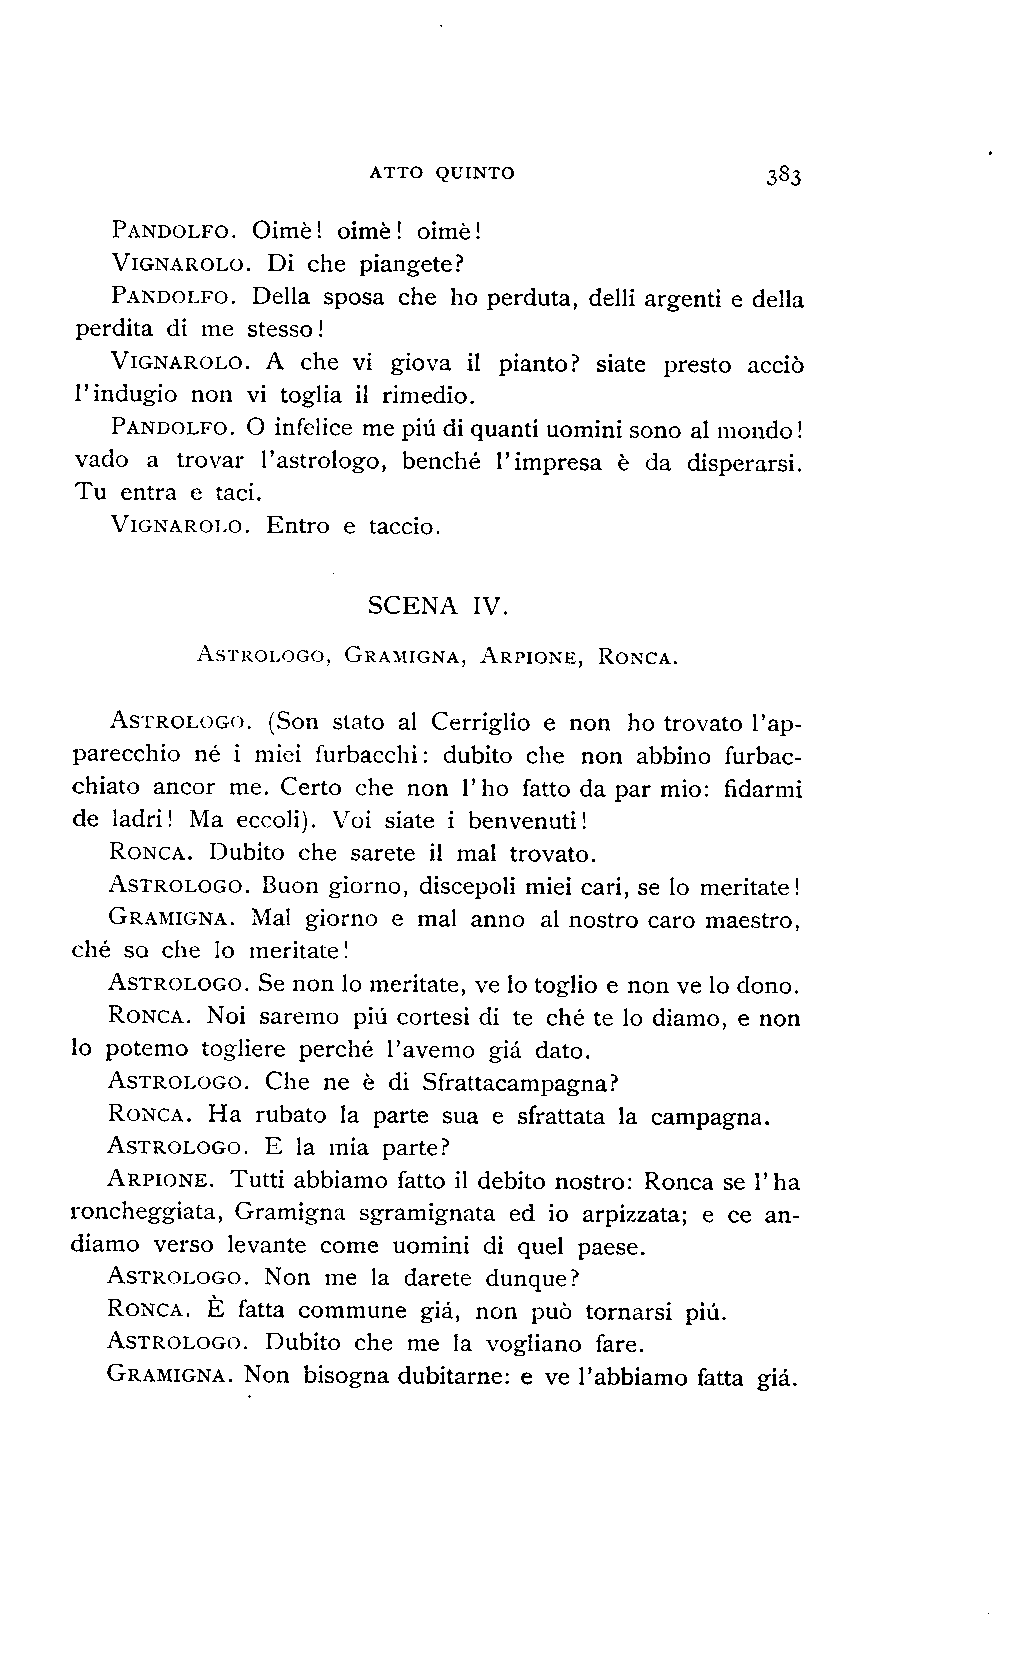 ATTO QUINTO 383
PANDOLFO. Oimè! oimè! oimè!
VIGNAROLO. Di che piangete?
PANDOLFO. Della sposa che ho perduta, delli argenti e della
perdita di me stesso!
VIGNAROLO. A che vi giova il pianto? siate presto acciò
l'indugio non vi toglia il rimedio.
PANDOLFO. O infelice me piú di quanti uomini sono al mondo!
vado a trovar l'astrologo, benché l'impresa è da disperarsi.
Tu entra e taci.
VIGNAROLO. Entro e taccio.
SCENA IV.
ASTROLOGO, GRAMIGNA, ARPIONE, RONCA.
ASTROLOGO. (Son stato al Cerriglio e non ho trovato l'ap-
parecchio né i miei furbacchi: dubito che non abbino furbac-
chiato ancor me. Certo che non l'ho fatto da par mio: fidarmi
de ladri! Ma eccoli). Voi siate i benvenuti!
RONCA. Dubito che sarete il mal trovato.
ASTROLOGO. Buon giorno, discepoli miei cari, se lo meritate!
GRAMIGNA. Mal giorno e mal anno al nostro caro maestro,
ché so che lo meritate!
ASTROLOGO. Se non lo meritate, ve lo toglio e non ve lo dono.
RONCA. Noi saremo piú cortesi di te ché te lo diamo, e non
lo potemo togliere perché l'avemo giá dato.
ASTROLOGO. Che ne è di Sfrattacampagna?
RONCA. Ha rubato la parte sua e sfrattata la campagna.
ASTROLOGO. E la mia parte?
ARPIONE. Tutti abbiamo fatto il debito nostro: Ronca se l'ha
roncheggiata, Gramigna sgramignata ed io arpizzata; e ce an-
diamo verso levante come uomini di quel paese.
ASTROLOGO. Non me la darete dunque?
RONCA. È fatta commune giá, non può tornarsi piú.
ASTROLOGO. Dubito che me la vogliano fare.
GRAMIGNA. Non bisogna dubitarne: e ve l'abbiamo fatta giá.